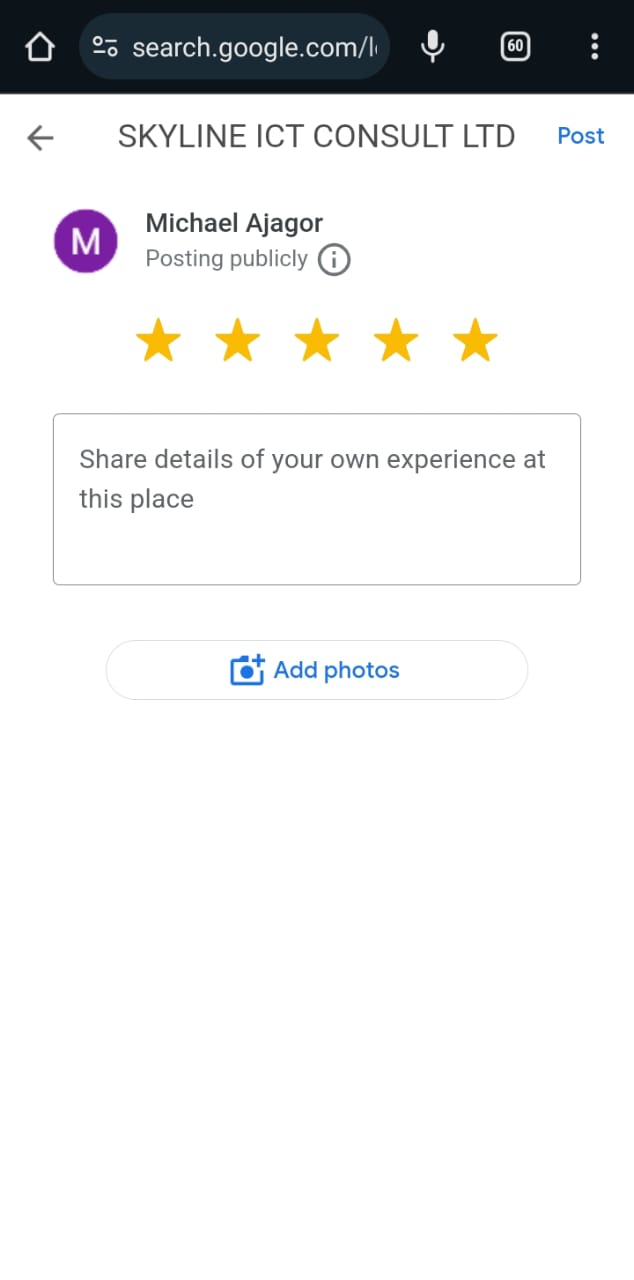 search.google.com/l
60
SKYLINE ICT CONSULT LTD
Post
M
Michael Ajagor
Posting publicly
Share details of your own experience at
this place
Add photos